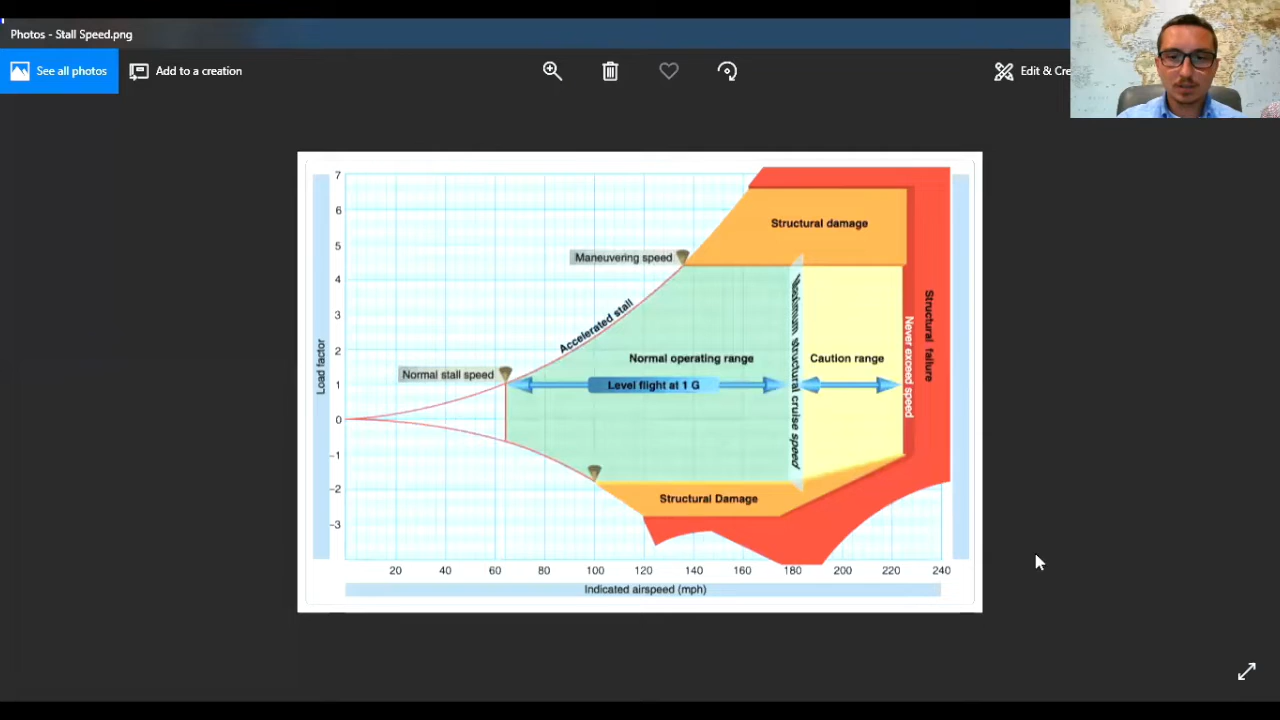 Photos - Stall Speed.png
See all photos
Add to a creation
Edit & Cre
7
6
5
4
3
2
1
0
-1
-2
-3
Load factor
Structural damage
Maneuvering speed
Accelerated stall
Normal stall speed
Normal operating range
Level flight at 1 G
Maximum structural cruise speed
Caution range
Never exceed speed
Structural failure
Structural Damage
20 40 60 80 100 120 140 160 180 200 220 240
Indicated airspeed (mph)